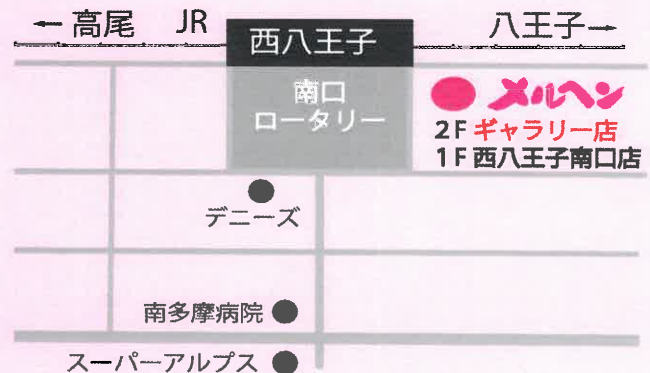 ←高尾 JR 八王子→
西八王子
南口
ロータリー
メルヘン
2F ギャラリー店
1F 西八王子南口店
デニーズ
南多摩病院
スーパーアルプス